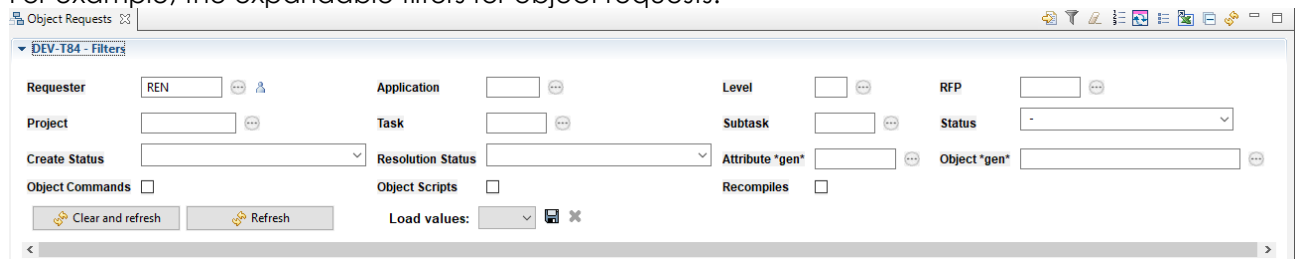 For example, the expandable filters for object requests.
Object Requests
DEV-T84 - Filters
Requester REN Application Level RFP
Project Task Subtask Status -
Create Status Resolution Status Attribute *gen* Object *gen*
Object Commands Object Scripts Recompiles
Clear and refresh Refresh Load values: